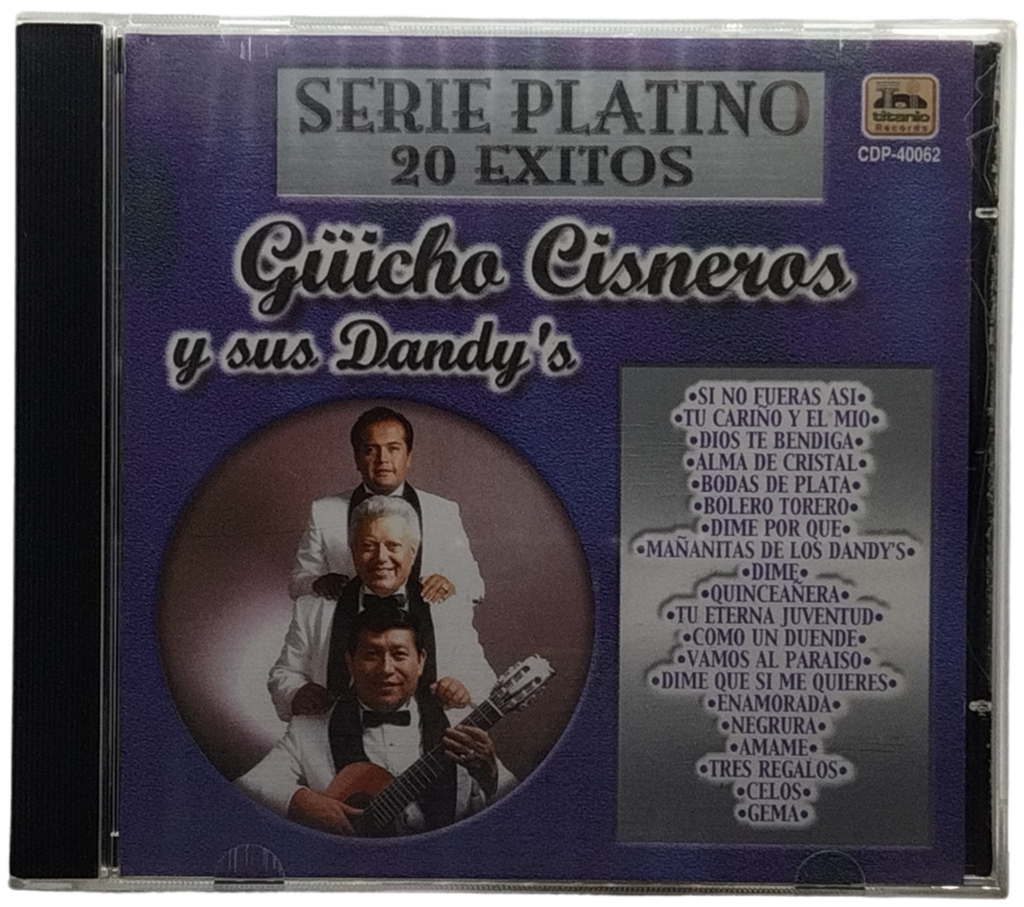 SERIE PLATINO
20 EXITOS
titanio
Records
CDP-40062
Güicho Cisneros
y sus Dandy's
•SI NO FUERAS ASI•
•TU CARIÑO Y EL MIO•
•DIOS TE BENDIGA•
•ALMA DE CRISTAL•
•BODAS DE PLATA•
•BOLERO TORERO•
•DIME POR QUE•
•MAÑANITAS DE LOS DANDY'S•
•DIME•
•QUINCEAÑERA•
•TU ETERNA JUVENTUD•
•COMO UN DUENDE•
•VAMOS AL PARAISO•
•DIME QUE SI ME QUIERES•
•ENAMORADA•
•NEGRURA•
•AMAME•
•TRES REGALOS•
•CELOS•
•GEMA•